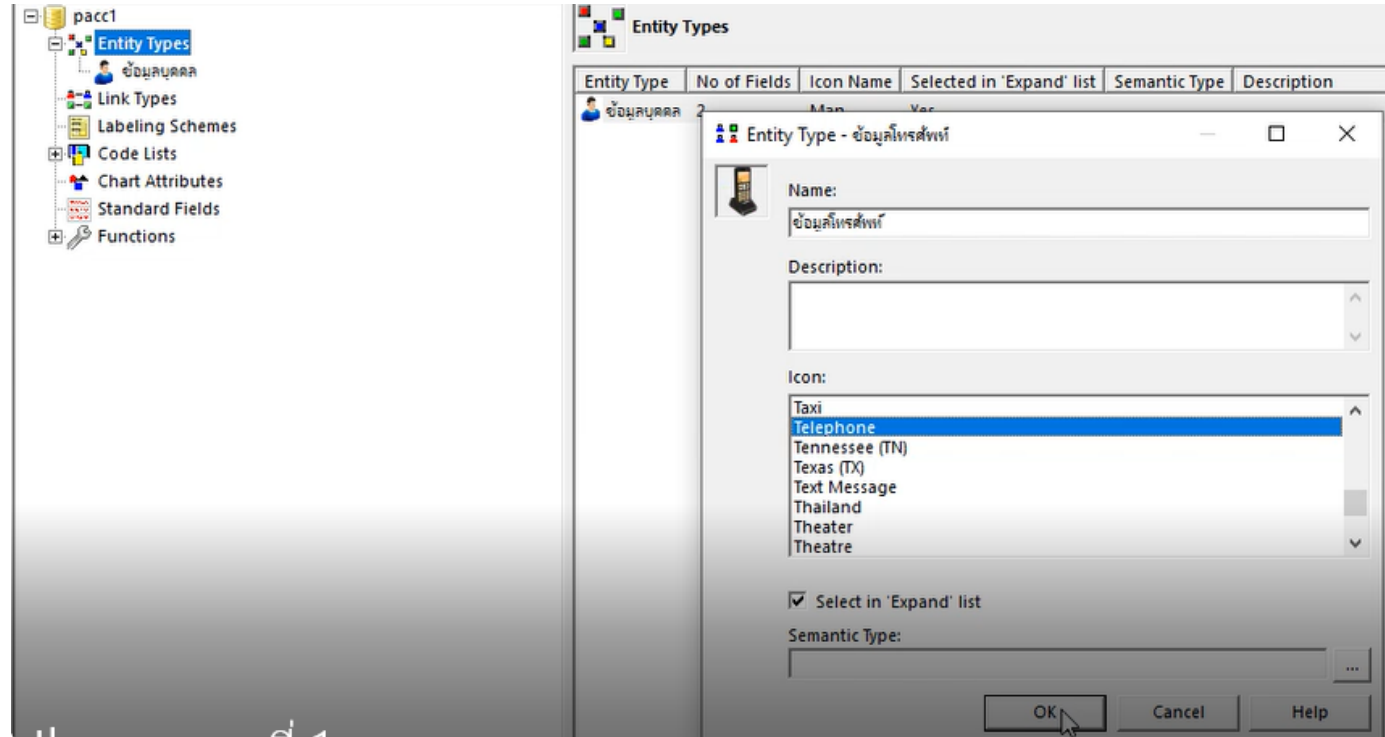 pacc1
Entity Types
ข้อมูลบุคคล
Link Types
Labeling Schemes
Code Lists
Chart Attributes
Standard Fields
Functions
Entity Types
Entity Type No of Fields Icon Name Selected in 'Expand' list Semantic Type Description
ข้อมูลบุคคล 2 Man Yes
Entity Type - ข้อมูลโทรศัพท์
Name:
ข้อมูลโทรศัพท์
Description:
Icon:
Taxi
Telephone
Tennessee (TN)
Texas (TX)
Text Message
Thailand
Theater
Theatre
Select in 'Expand' list
Semantic Type:
...
OK Cancel Help